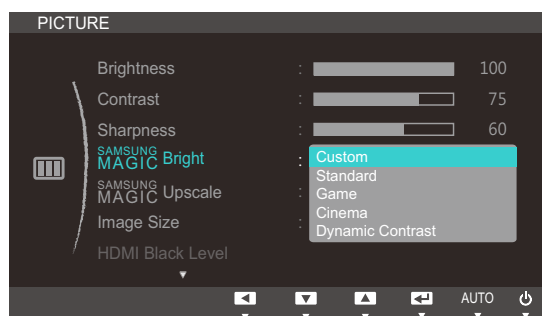 PICTURE
Brightness : 100
Contrast : 75
Sharpness : 60
SAMSUNG MAGIC Bright : Custom
Standard
SAMSUNG MAGIC Upscale : Game
Cinema
Image Size : Dynamic Contrast
HDMI Black Level
AUTO